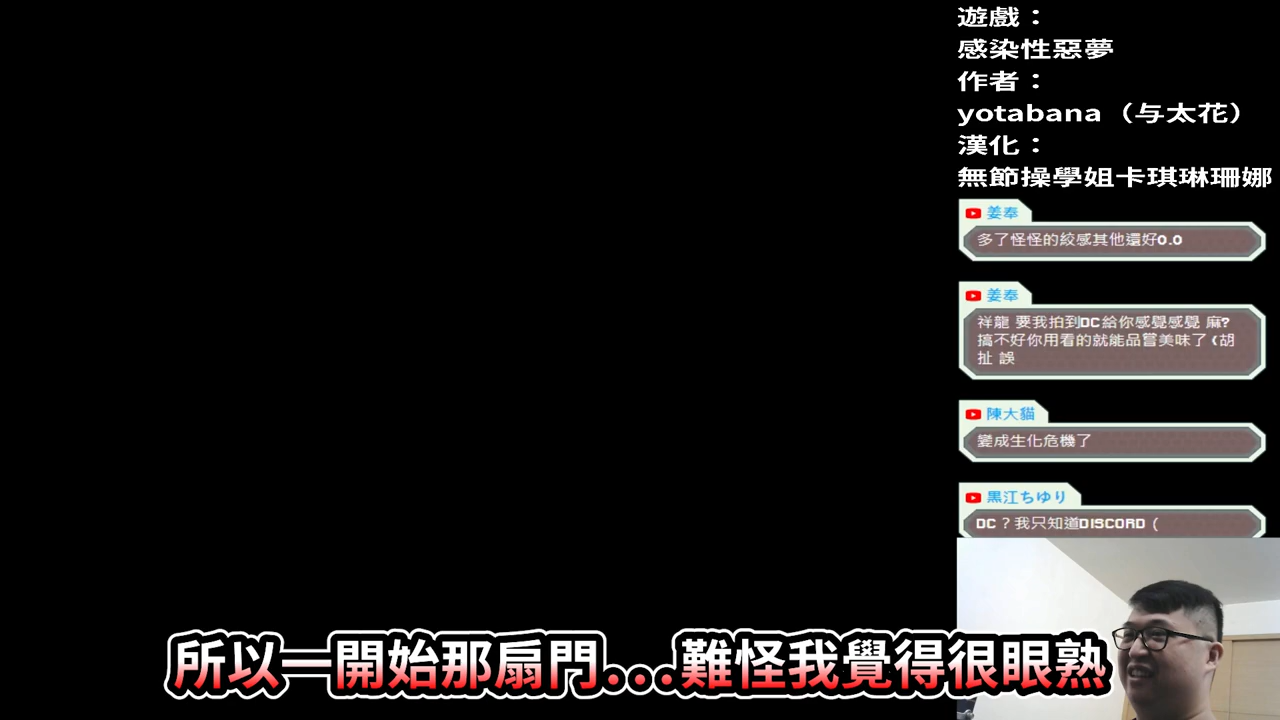 遊戲：
感染性惡夢
作者：
yotabana（与太花）
漢化：
無節操學姐卡琪琳珊娜
姜奉
多了怪怪的絞感其他還好0.0
姜奉
祥龍 要我拍到DC給你感覺感覺 麻?
搞不好你用看的就能品嘗美味了《胡
扯 誤
陳大貓
變成生化危機了
黒江ちゆり
DC？我只知道DISCORD（
所以一開始那扇門...難怪我覺得很眼熟